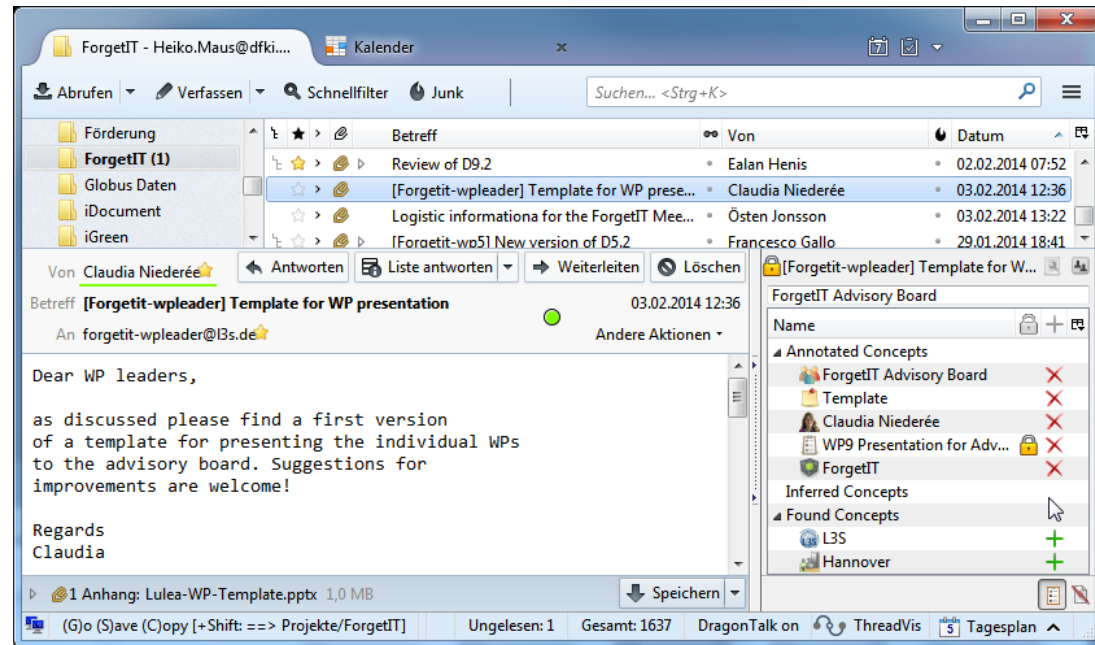 ForgetIT - Heiko.Maus@dfki.... Kalender
Abrufen Verfassen Schnellfilter Junk Suchen... <Strg+K>
Förderung
ForgetIT (1)
Globus Daten
iDocument
iGreen
Betreff Von Datum
Review of D9.2 Ealan Henis 02.02.2014 07:52
[Forgetit-wpleader] Template for WP prese... Claudia Niederée 03.02.2014 12:36
Logistic informationa for the ForgetIT Mee... Östen Jonsson 03.02.2014 13:22
[Forgetit-wp5] New version of D5.2 Francesco Gallo 29.01.2014 18:41
Von Claudia Niederée Antworten Liste antworten Weiterleiten Löschen
Betreff [Forgetit-wpleader] Template for WP presentation 03.02.2014 12:36
An forgetit-wpleader@l3s.de Andere Aktionen
Dear WP leaders,
as discussed please find a first version
of a template for presenting the individual WPs
to the advisory board. Suggestions for
improvements are welcome!
Regards
Claudia
1 Anhang: Lulea-WP-Template.pptx 1,0 MB Speichern
[Forgetit-wpleader] Template for W...
ForgetIT Advisory Board
Name
Annotated Concepts
ForgetIT Advisory Board
Template
Claudia Niederée
WP9 Presentation for Adv...
ForgetIT
Inferred Concepts
Found Concepts
L3S
Hannover
(G)o (S)ave (C)opy [+Shift: ==> Projekte/ForgetIT] Ungelesen: 1 Gesamt: 1637 DragonTalk on ThreadVis 5 Tagesplan